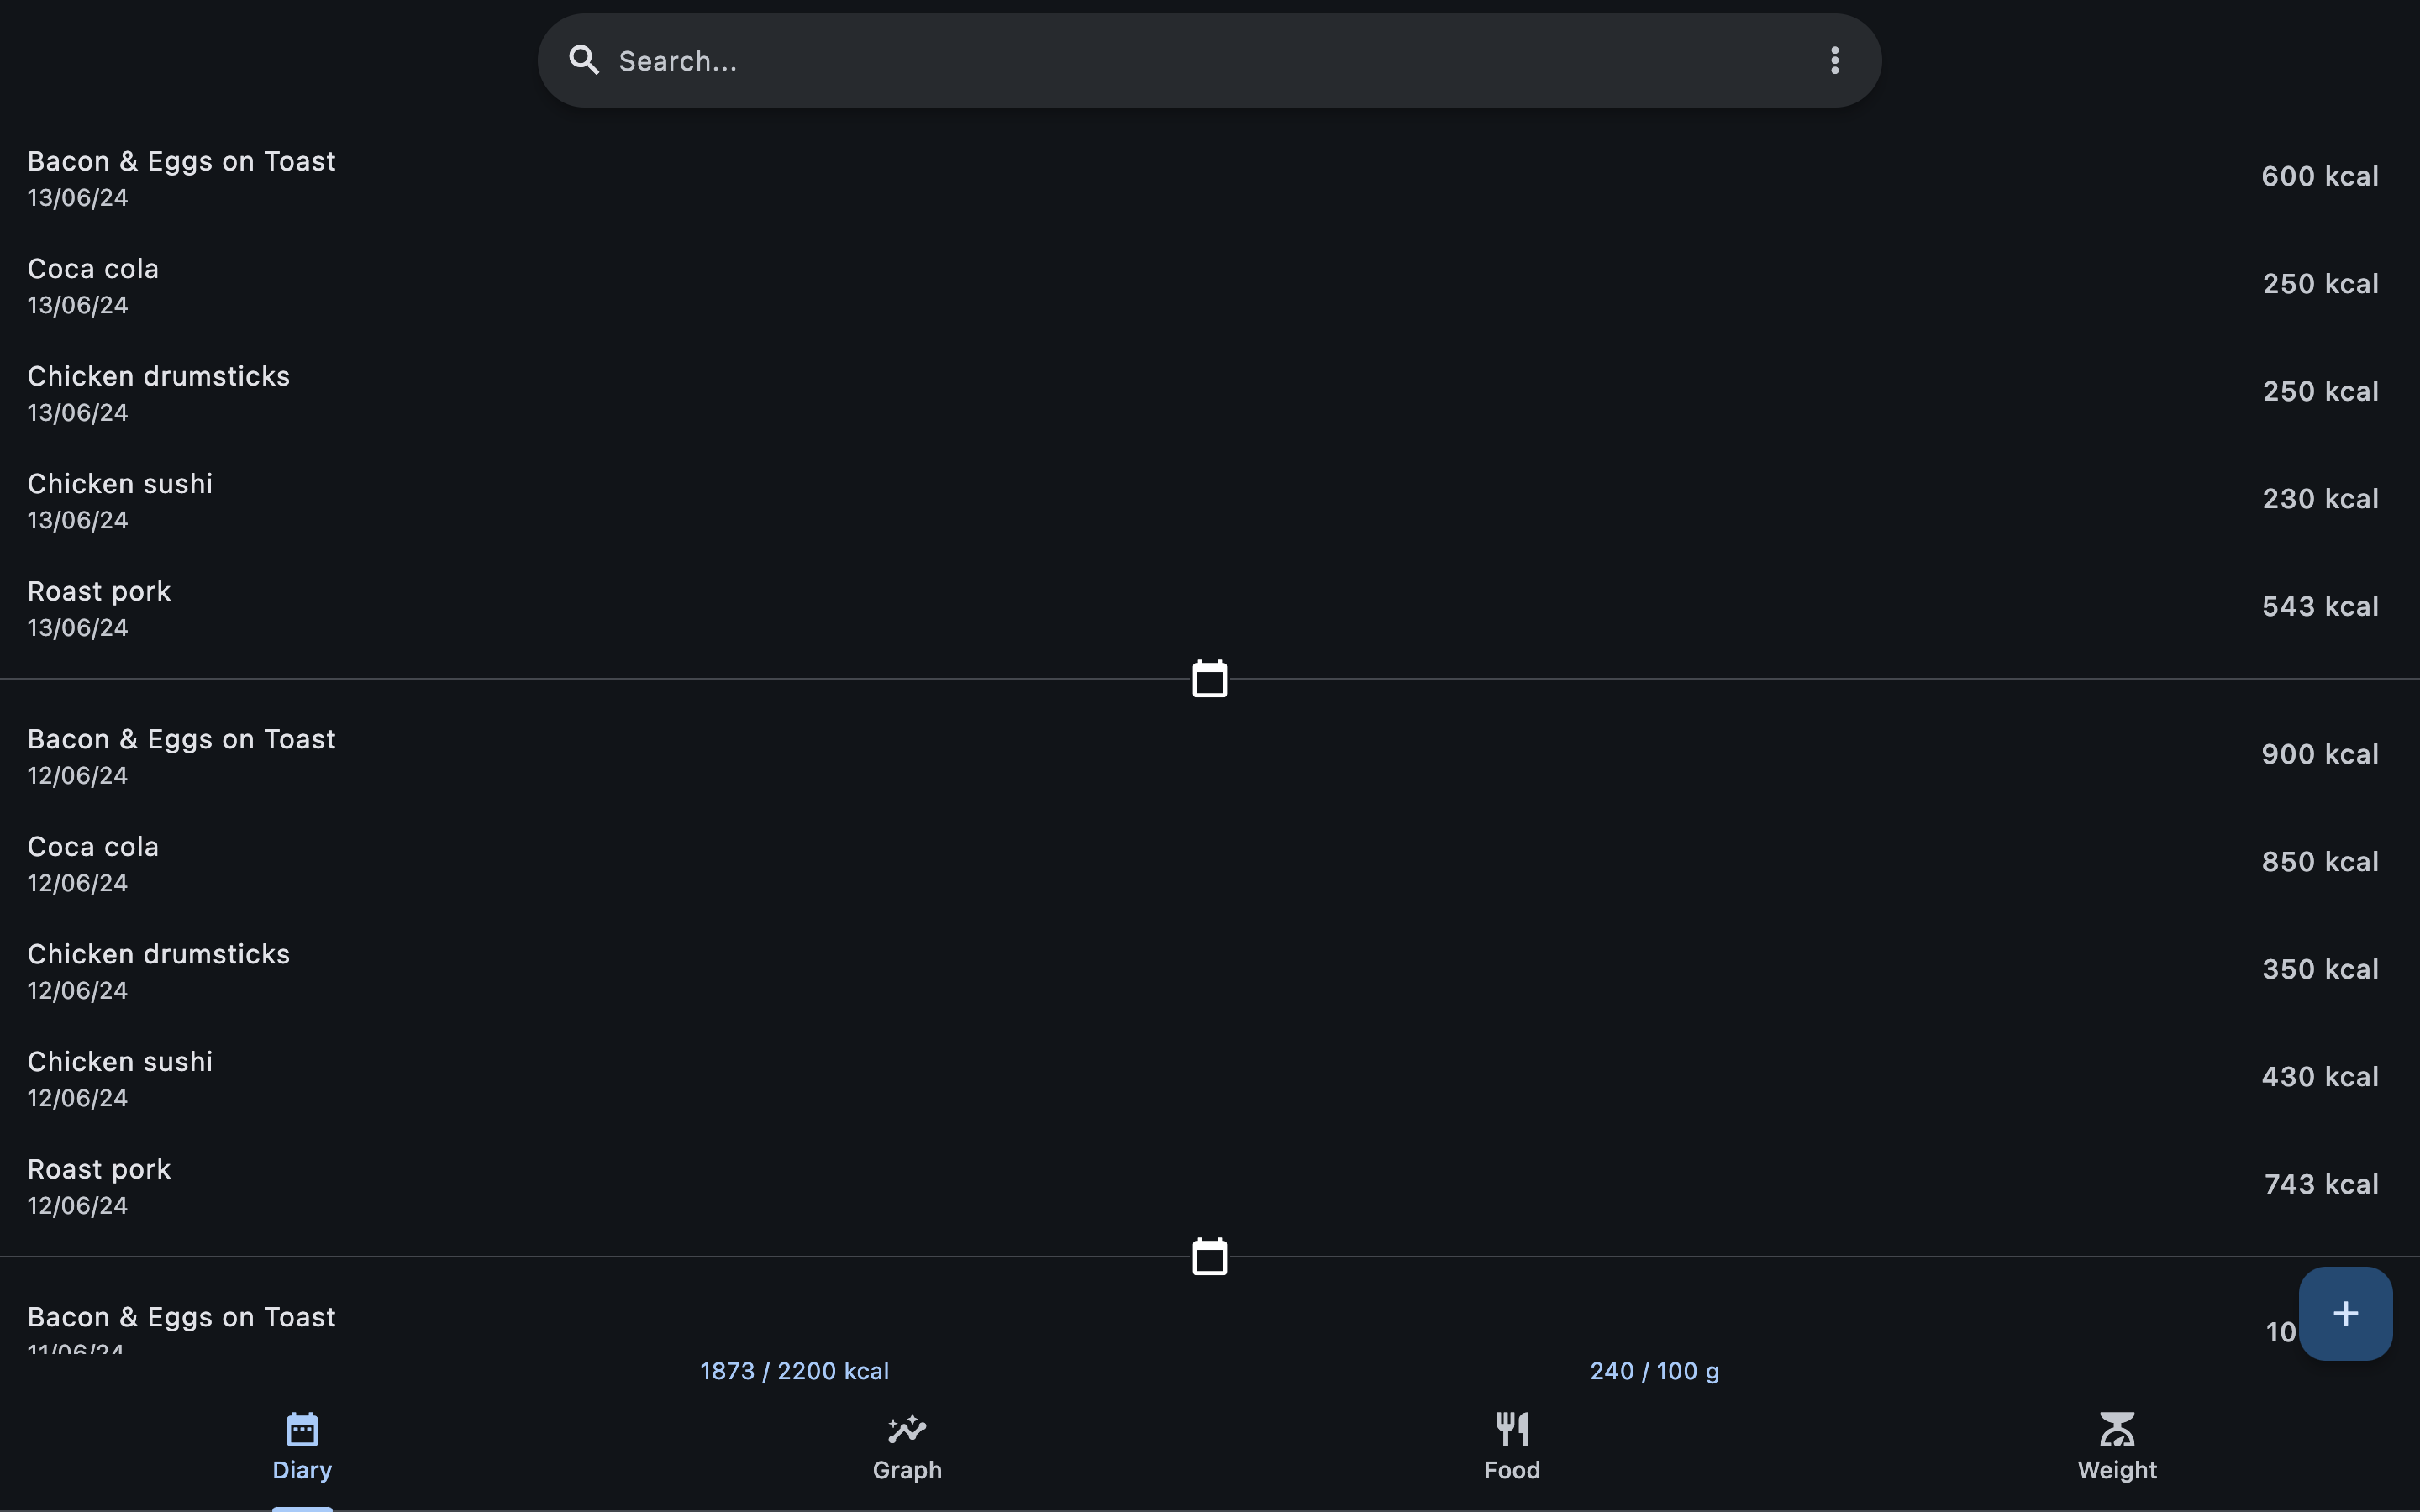 Search...
Bacon & Eggs on Toast
13/06/24
600 kcal
Coca cola
13/06/24
250 kcal
Chicken drumsticks
13/06/24
250 kcal
Chicken sushi
13/06/24
230 kcal
Roast pork
13/06/24
543 kcal
Bacon & Eggs on Toast
12/06/24
900 kcal
Coca cola
12/06/24
850 kcal
Chicken drumsticks
12/06/24
350 kcal
Chicken sushi
12/06/24
430 kcal
Roast pork
12/06/24
743 kcal
Bacon & Eggs on Toast
11/06/24
10
1873 / 2200 kcal
240 / 100 g
Diary
Graph
Food
Weight